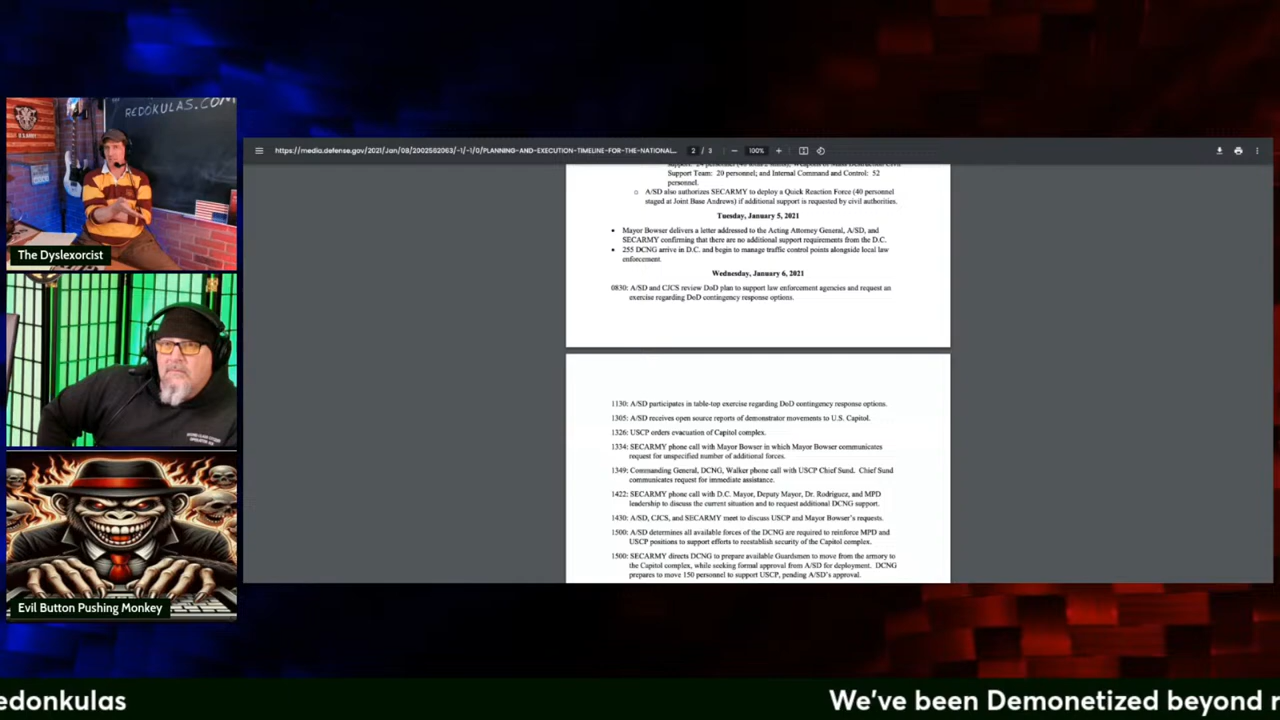 REDOKULAS.COM
The Dyslexorcist
Evil Button Pushing Monkey
https://media.defense.gov/2021/Jan/08/2002562063/-1/-1/0/PLANNING-AND-EXECUTION-TIMELINE-FOR-THE-NATIONAL...
2 / 3
100%
Support Team: 20 personnel; and Internal Command and Control: 52
personnel.
o A/SD also authorizes SECARMY to deploy a Quick Reaction Force (40 personnel
staged at Joint Base Andrews) if additional support is requested by civil authorities.
Tuesday, January 5, 2021
• Mayor Bowser delivers a letter addressed to the Acting Attorney General, A/SD, and
SECARMY confirming that there are no additional support requirements from the D.C.
• 255 DCNG arrive in D.C. and begin to manage traffic control points alongside local law
enforcement.
Wednesday, January 6, 2021
0830: A/SD and CJCS review DoD plan to support law enforcement agencies and request an
exercise regarding DoD contingency response options.
1130: A/SD participates in table-top exercise regarding DoD contingency response options.
1305: A/SD receives open source reports of demonstrator movements to U.S. Capitol.
1326: USCP orders evacuation of Capitol complex.
1334: SECARMY phone call with Mayor Bowser in which Mayor Bowser communicates
request for unspecified number of additional forces.
1349: Commanding General, DCNG, Walker phone call with USCP Chief Sund. Chief Sund
communicates request for immediate assistance.
1422: SECARMY phone call with D.C. Mayor, Deputy Mayor, Dr. Rodriguez, and MPD
leadership to discuss the current situation and to request additional DCNG support.
1430: A/SD, CJCS, and SECARMY meet to discuss USCP and Mayor Bowser's requests.
1500: A/SD determines all available forces of the DCNG are required to reinforce MPD and
USCP positions to support efforts to reestablish security of the Capitol complex.
1500: SECARMY directs DCNG to prepare available Guardsmen to move from the armory to
the Capitol complex, while seeking formal approval from A/SD for deployment. DCNG
prepares to move 150 personnel to support USCP, pending A/SD's approval.
edonkulas
We've been Demonetized beyond r